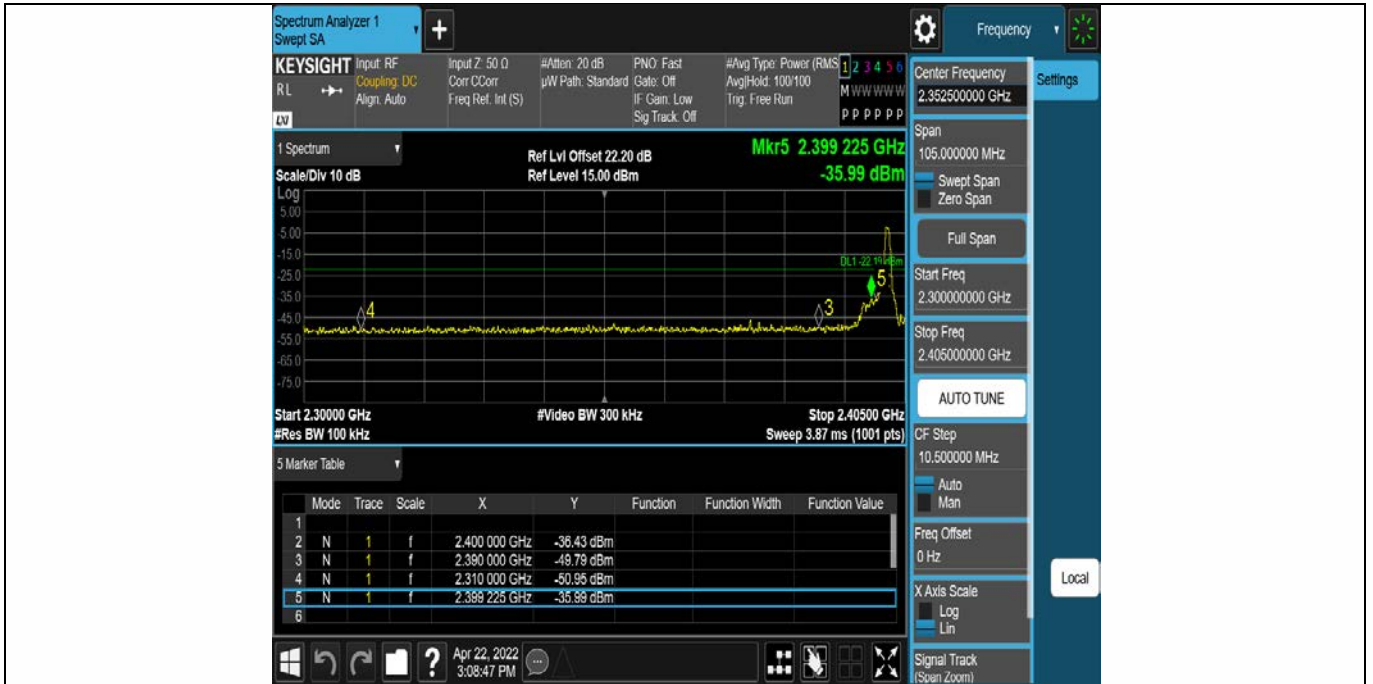 Spectrum Analyzer 1
Swept SA
+
Frequency
KEYSIGHT
RL
LXI
Input: RF
Coupling: DC
Align: Auto
Input Z: 50 Ω
Corr CCorr
Freq Ref: Int (S)
#Atten: 20 dB
µW Path: Standard
PNO: Fast
Gate: Off
IF Gain: Low
Sig Track: Off
#Avg Type: Power (RMS
Avg|Hold: 100/100
Trig: Free Run
1 2 3 4 5 6
M W W W W W
P P P P P P
1 Spectrum
Scale/Div 10 dB
Ref Lvl Offset 22.20 dB
Ref Level 15.00 dBm
Mkr5 2.399 225 GHz
-35.99 dBm
Log
5.00
-5.00
-15.0
-25.0
-35.0
-45.0
-55.0
-65.0
-75.0
DL1 -22.19 dBm
4
3
5
Start 2.30000 GHz
#Video BW 300 kHz
Stop 2.40500 GHz
#Res BW 100 kHz
Sweep 3.87 ms (1001 pts)
5 Marker Table
Mode Trace Scale X Y Function Function Width Function Value
1
2 N 1 f 2.400 000 GHz -36.43 dBm
3 N 1 f 2.390 000 GHz -49.79 dBm
4 N 1 f 2.310 000 GHz -50.95 dBm
5 N 1 f 2.399 225 GHz -35.99 dBm
6
?
Apr 22, 2022
3:08:47 PM
Center Frequency
2.352500000 GHz
Span
105.000000 MHz
Swept Span
Zero Span
Full Span
Start Freq
2.300000000 GHz
Stop Freq
2.405000000 GHz
AUTO TUNE
CF Step
10.500000 MHz
Auto
Man
Freq Offset
0 Hz
X Axis Scale
Log
Lin
Signal Track
(Span Zoom)
Settings
Local